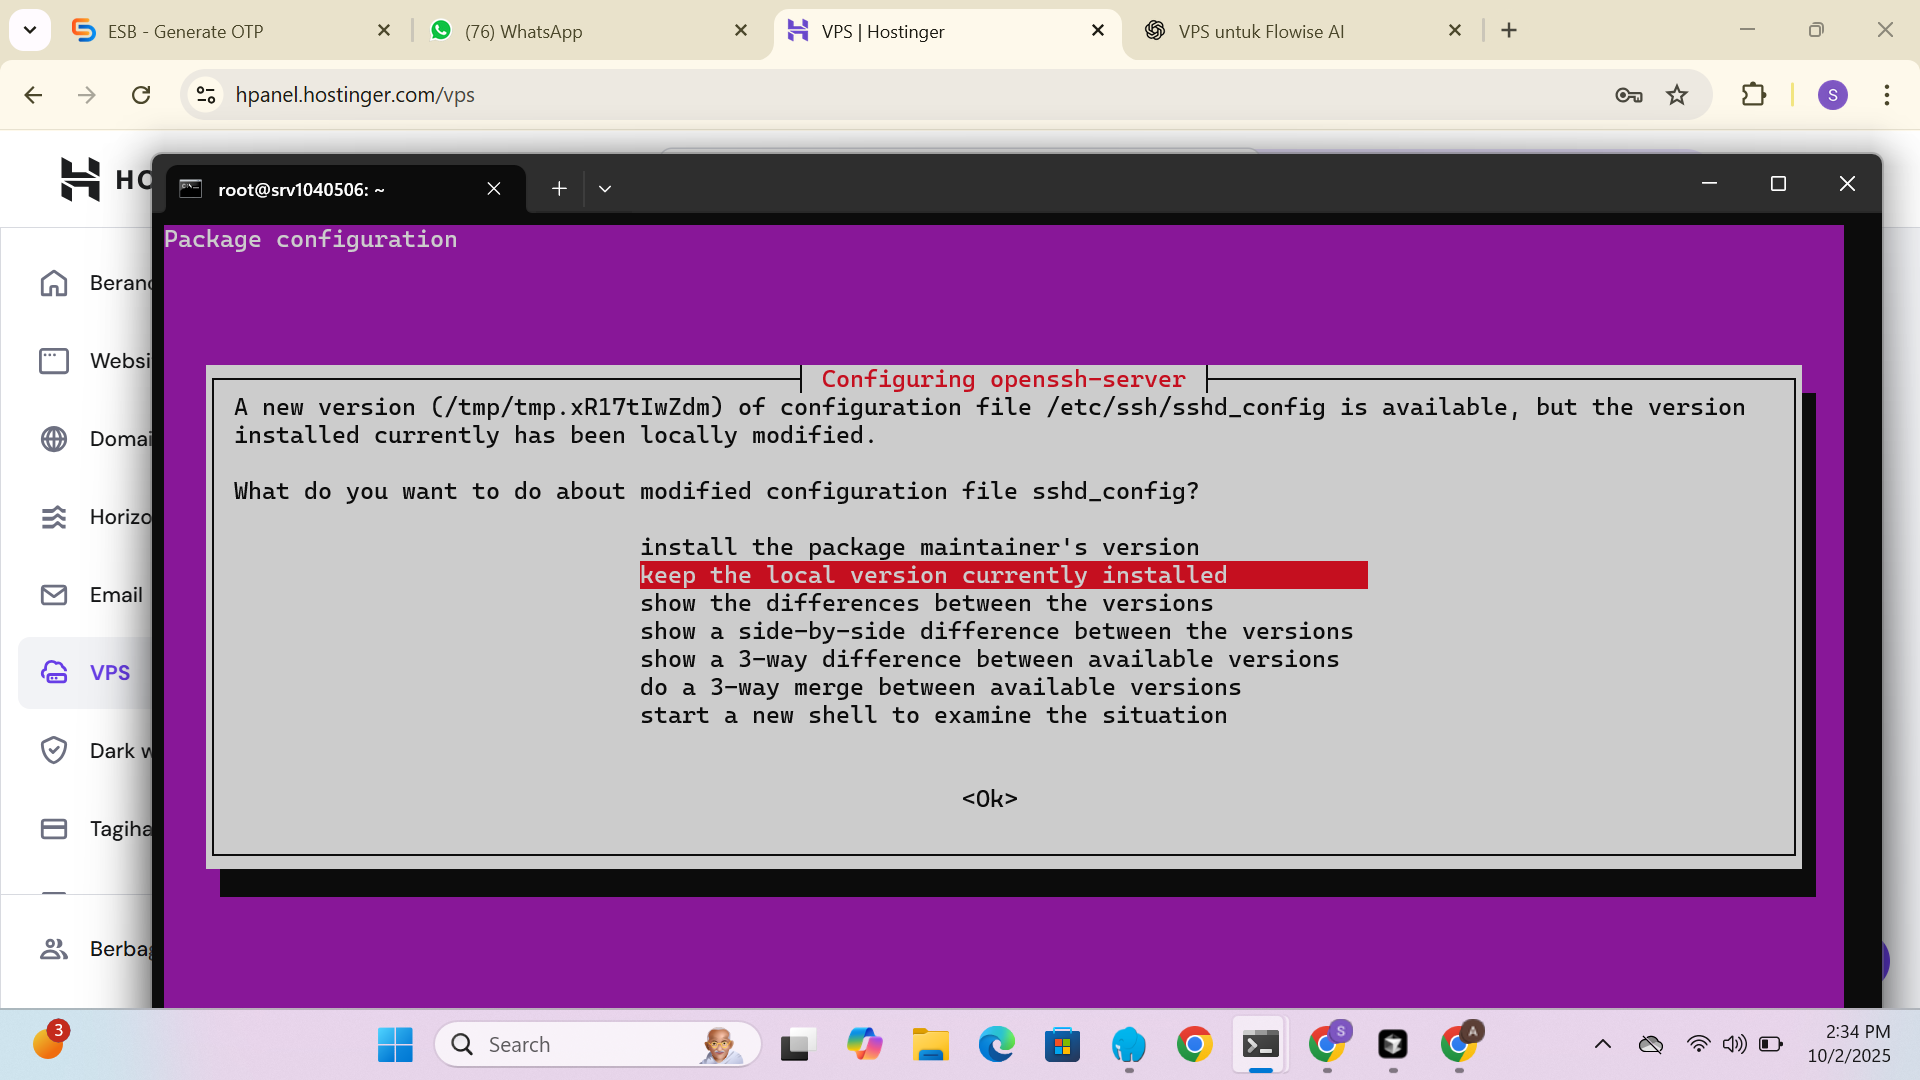 ESB - Generate OTP
(76) WhatsApp
VPS | Hostinger
VPS untuk Flowise AI
hpanel.hostinger.com/vps
S
HO
root@srv1040506: ~
Package configuration
Beran
Websi
Domai
Horizo
Email
VPS
Dark w
Tagiha
Berbag
Configuring openssh-server
A new version (/tmp/tmp.xR17tIwZdm) of configuration file /etc/ssh/sshd_config is available, but the version
installed currently has been locally modified.
What do you want to do about modified configuration file sshd_config?
install the package maintainer's version
keep the local version currently installed
show the differences between the versions
show a side-by-side difference between the versions
show a 3-way difference between available versions
do a 3-way merge between available versions
start a new shell to examine the situation
<Ok>
3
Search
S
A
2:34 PM
10/2/2025